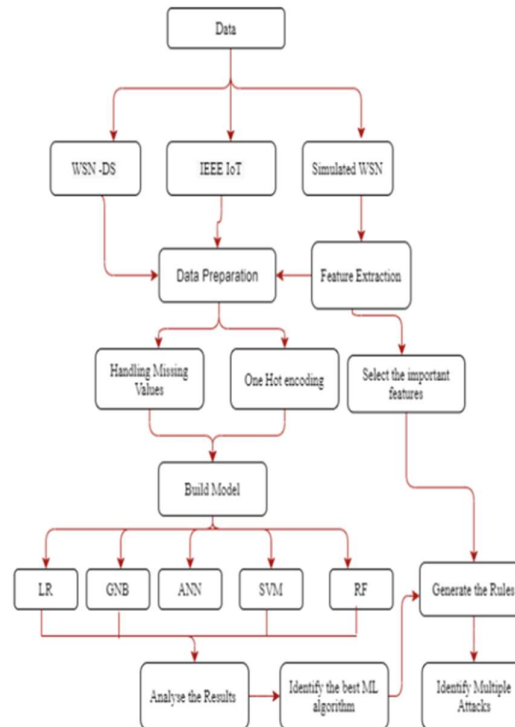 Data
WSN -DS
IEEE IoT
Simulated WSN
Data Preparation
Feature Extraction
Handling Missing
Values
One Hot encoding
Select the important
features
Build Model
LR
GNB
ANN
SVM
RF
Generate the Rules
Analyse the Results
Identify the best ML
algorithm
Identify Multiple
Attacks